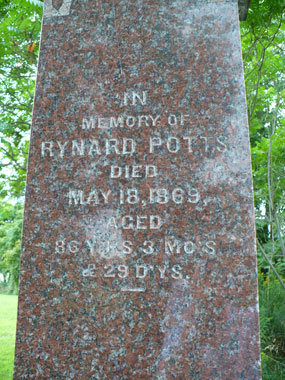 IN
MEMORY OF
RYNARD POTTS
DIED
MAY 18, 1869,
AGED
86 Y'RS. 3 MO'S
& 29 D'YS.